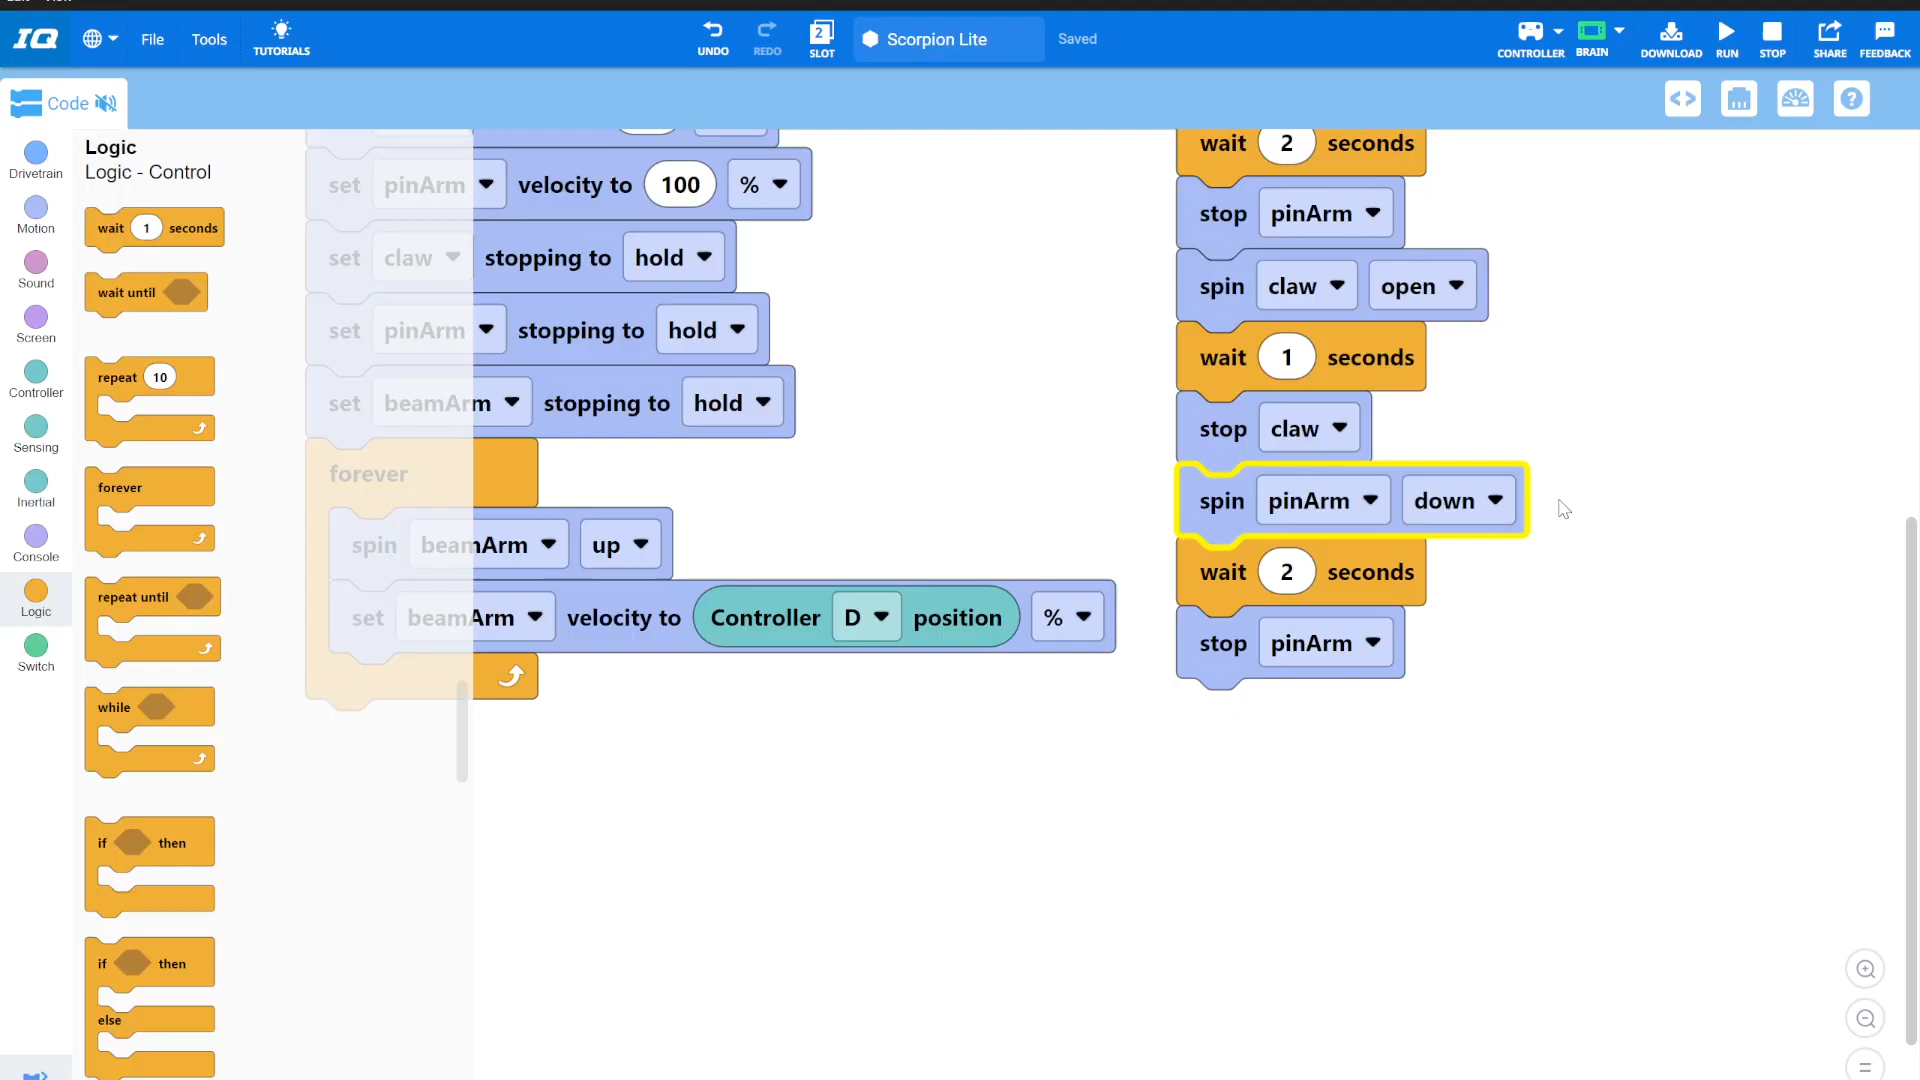 IQ
File
Tools
TUTORIALS
UNDO
REDO
2
SLOT
Scorpion Lite
Saved
CONTROLLER
BRAIN
DOWNLOAD
RUN
STOP
SHARE
FEEDBACK
Code
Drivetrain
Motion
Sound
Screen
Controller
Sensing
Inertial
Console
Logic
Switch
Logic
Logic - Control
wait 1 seconds
wait until
repeat 10
forever
repeat until
while
if then
if then
else
set pinArm velocity to 100 %
set claw stopping to hold
set pinArm stopping to hold
set beamArm stopping to hold
forever
spin beamArm up
set beamArm velocity to Controller D position %
wait 2 seconds
stop pinArm
spin claw open
wait 1 seconds
stop claw
spin pinArm down
wait 2 seconds
stop pinArm